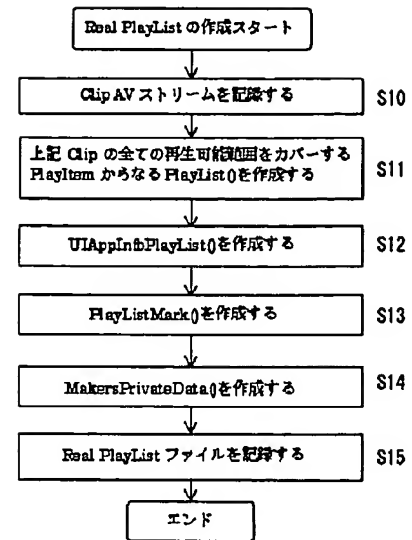 Real PlayList の作成スタート
Clip AV ストリームを記録する
S10
上記 Clip の全ての再生可能範囲をカバーする
PlayItem からなる PlayList()を作成する
S11
UIAppInfoPlayList()を作成する
S12
PlayListMark()を作成する
S13
MakersPrivateData()を作成する
S14
Real PlayList ファイルを記録する
S15
エンド